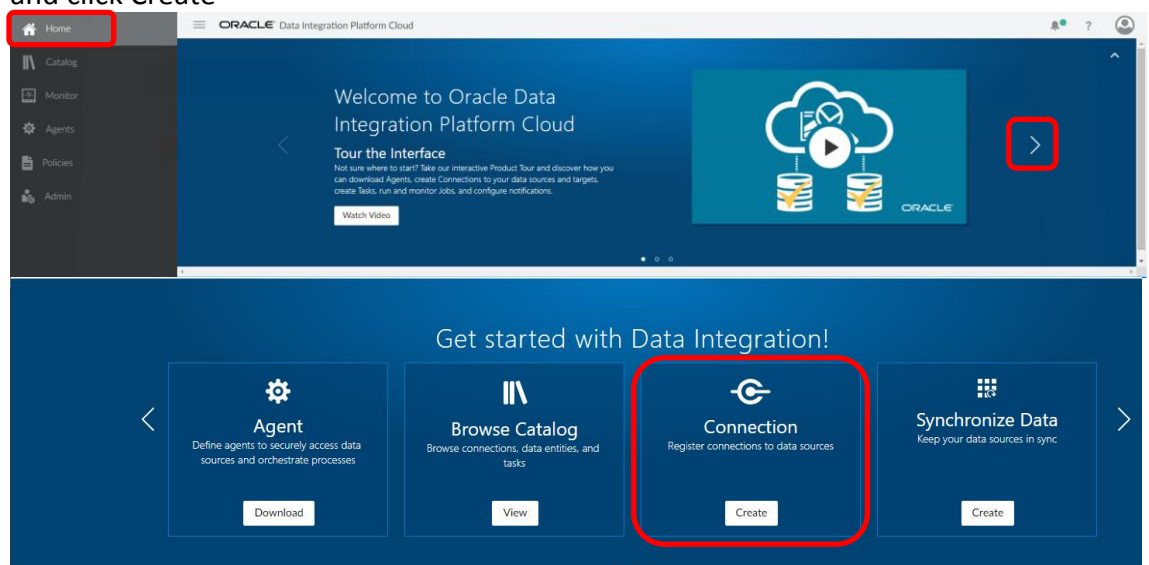 and click Create
Home
ORACLE Data Integration Platform Cloud
?
Catalog
Monitor
Agents
Policies
Admin
Welcome to Oracle Data
Integration Platform Cloud
Tour the Interface
Not sure where to start? Take our interactive Product Tour and discover how you
can download Agents, create Connections to your data sources and targets,
create Tasks, run and monitor Jobs, and configure notifications.
Watch Video
ORACLE
Get started with Data Integration!
Agent
Define agents to securely access data
sources and orchestrate processes
Download
Browse Catalog
Browse connections, data entities, and
tasks
View
Connection
Register connections to data sources
Create
Synchronize Data
Keep your data sources in sync
Create